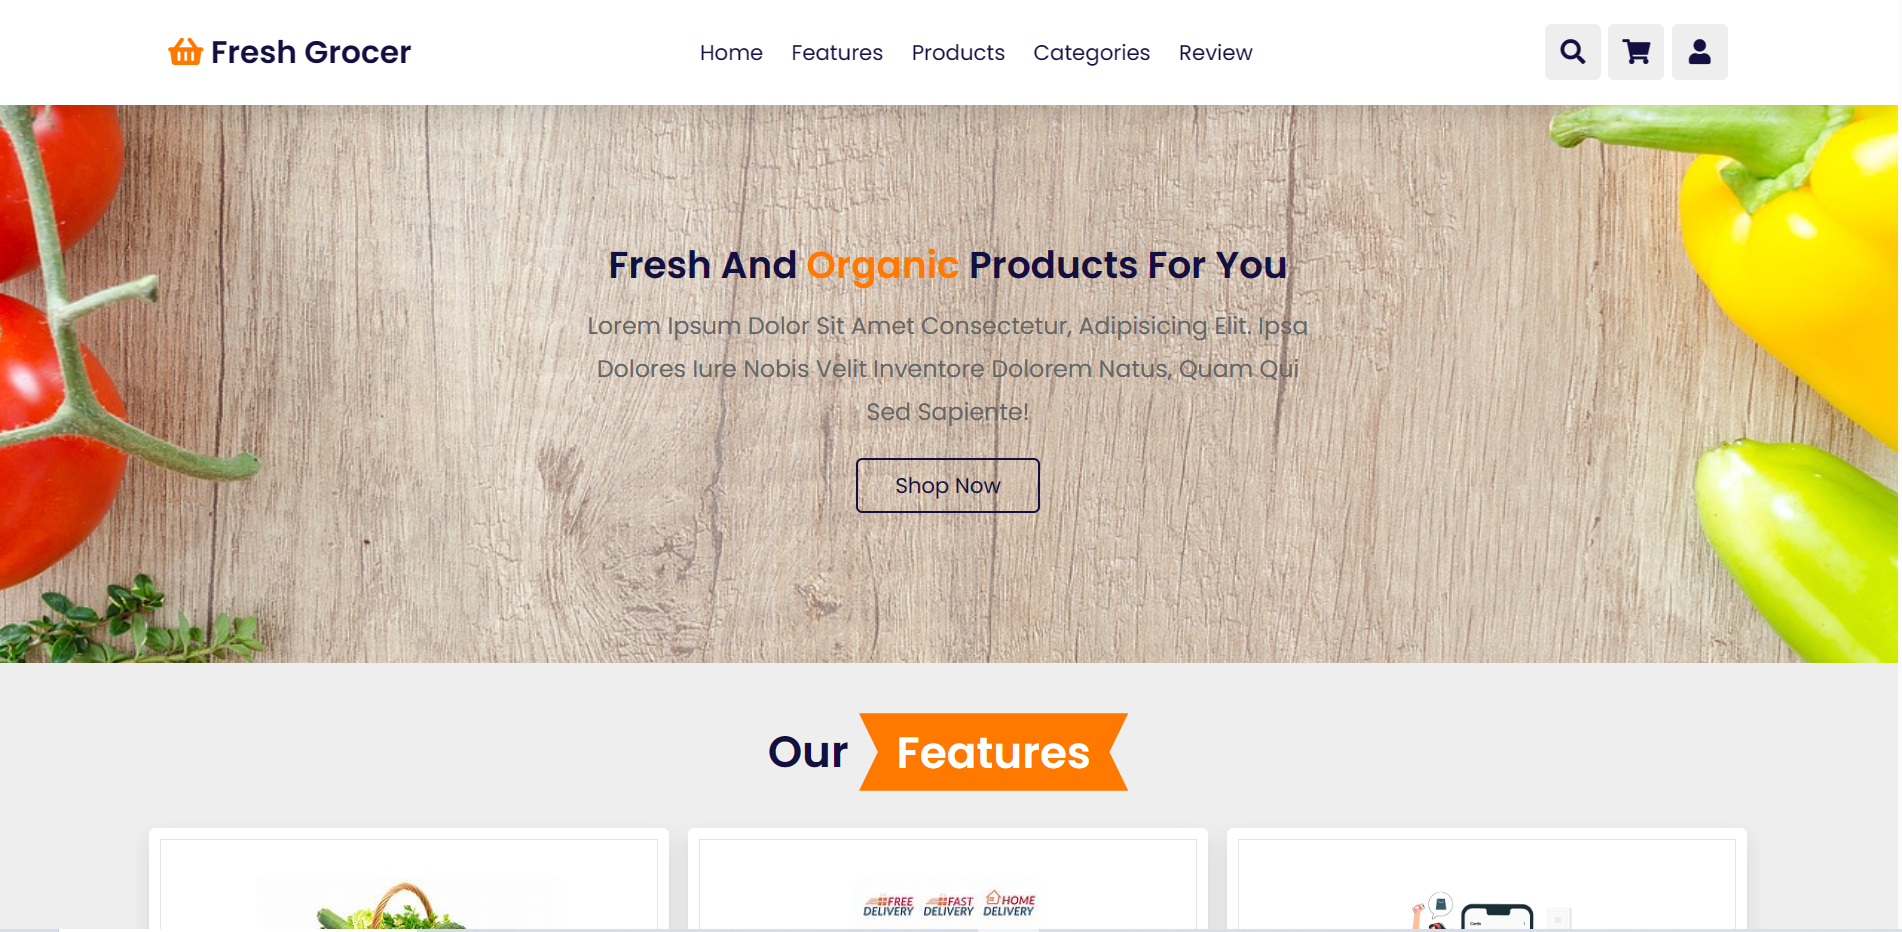 Fresh Grocer
Home Features Products Categories Review
Fresh And Organic Products For You
Lorem Ipsum Dolor Sit Amet Consectetur, Adipisicing Elit. Ipsa
Dolores Iure Nobis Velit Inventore Dolorem Natus, Quam Qui
Sed Sapiente!
Shop Now
Our Features
FREE DELIVERY
FAST DELIVERY
HOME DELIVERY